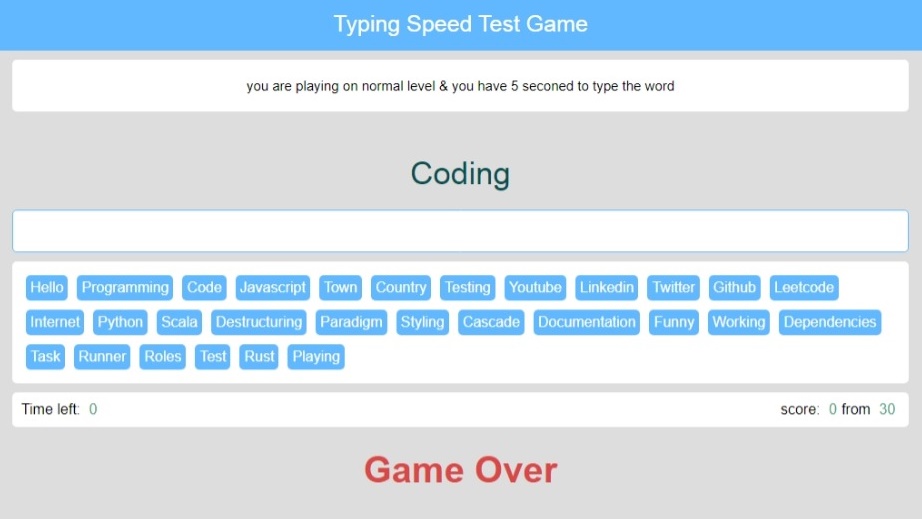 Typing Speed Test Game
you are playing on normal level & you have 5 seconed to type the word
Coding
Hello Programming Code Javascript Town Country Testing Youtube Linkedin Twitter Github Leetcode
Internet Python Scala Destructuring Paradigm Styling Cascade Documentation Funny Working Dependencies
Task Runner Roles Test Rust Playing
Time left: 0 score: 0 from 30
Game Over